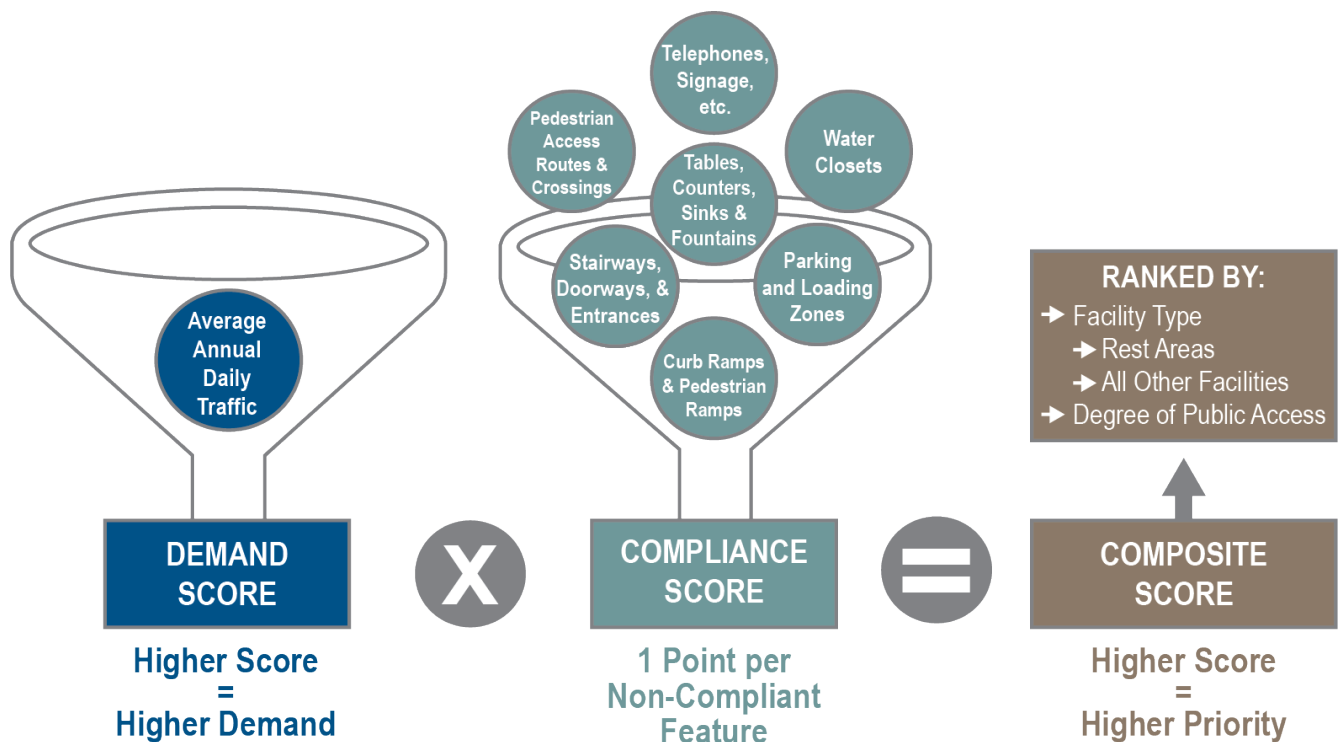 Telephones,
Signage,
etc.
Pedestrian
Access
Routes &
Crossings
Water
Closets
Tables,
Counters,
Sinks &
Fountains
Stairways,
Doorways, &
Entrances
Parking
and Loading
Zones
Curb Ramps
& Pedestrian
Ramps
Average
Annual
Daily
Traffic
RANKED BY:
Facility Type
Rest Areas
All Other Facilities
Degree of Public Access
DEMAND
SCORE
X
COMPLIANCE
SCORE
=
COMPOSITE
SCORE
Higher Score
=
Higher Demand
1 Point per
Non-Compliant
Feature
Higher Score
=
Higher Priority